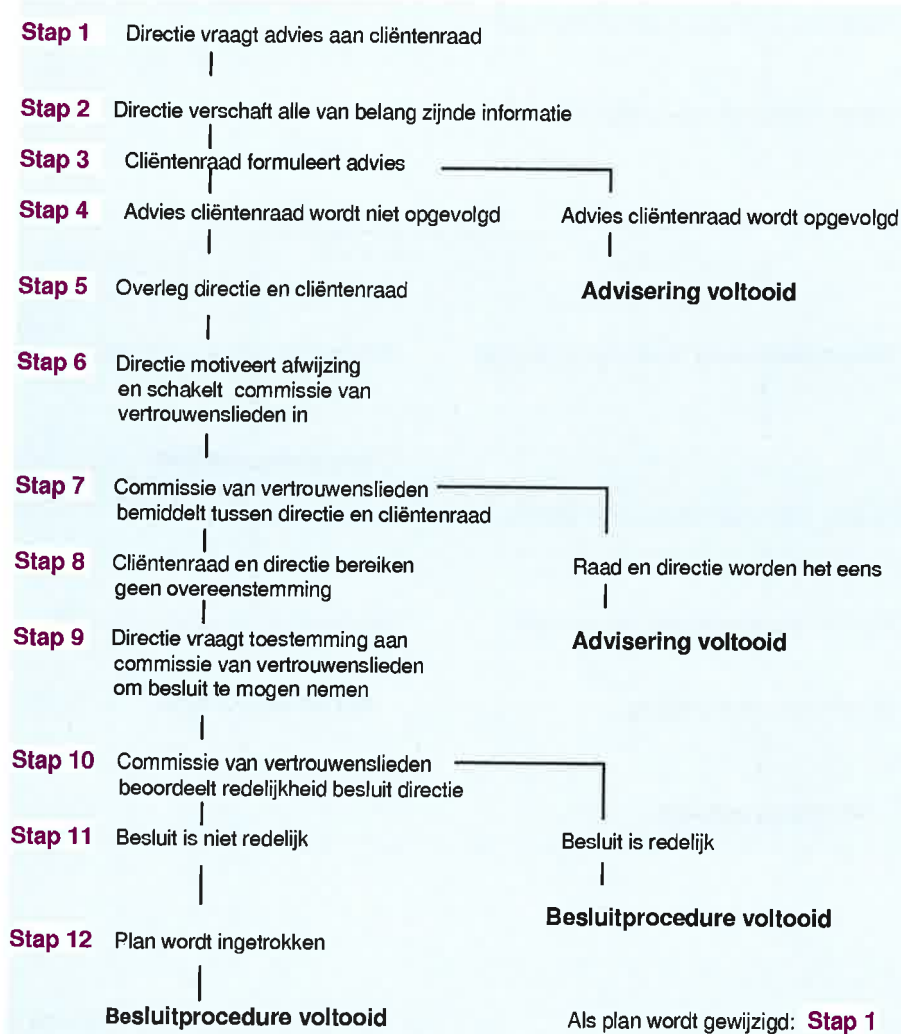 Stap 1 Directie vraagt advies aan cliëntenraad
Stap 2 Directie verschaft alle van belang zijnde informatie
Stap 3 Cliëntenraad formuleert advies
Stap 4 Advies cliëntenraad wordt niet opgevolgd Advies cliëntenraad wordt opgevolgd
Stap 5 Overleg directie en cliëntenraad Advisering voltooid
Stap 6 Directie motiveert afwijzing
en schakelt commissie van
vertrouwenslieden in
Stap 7 Commissie van vertrouwenslieden
bemiddelt tussen directie en cliëntenraad
Stap 8 Cliëntenraad en directie bereiken Raad en directie worden het eens
geen overeenstemming
Stap 9 Directie vraagt toestemming aan Advisering voltooid
commissie van vertrouwenslieden
om besluit te mogen nemen
Stap 10 Commissie van vertrouwenslieden
beoordeelt redelijkheid besluit directie
Stap 11 Besluit is niet redelijk Besluit is redelijk
Besluitprocedure voltooid
Stap 12 Plan wordt ingetrokken
Besluitprocedure voltooid Als plan wordt gewijzigd: Stap 1